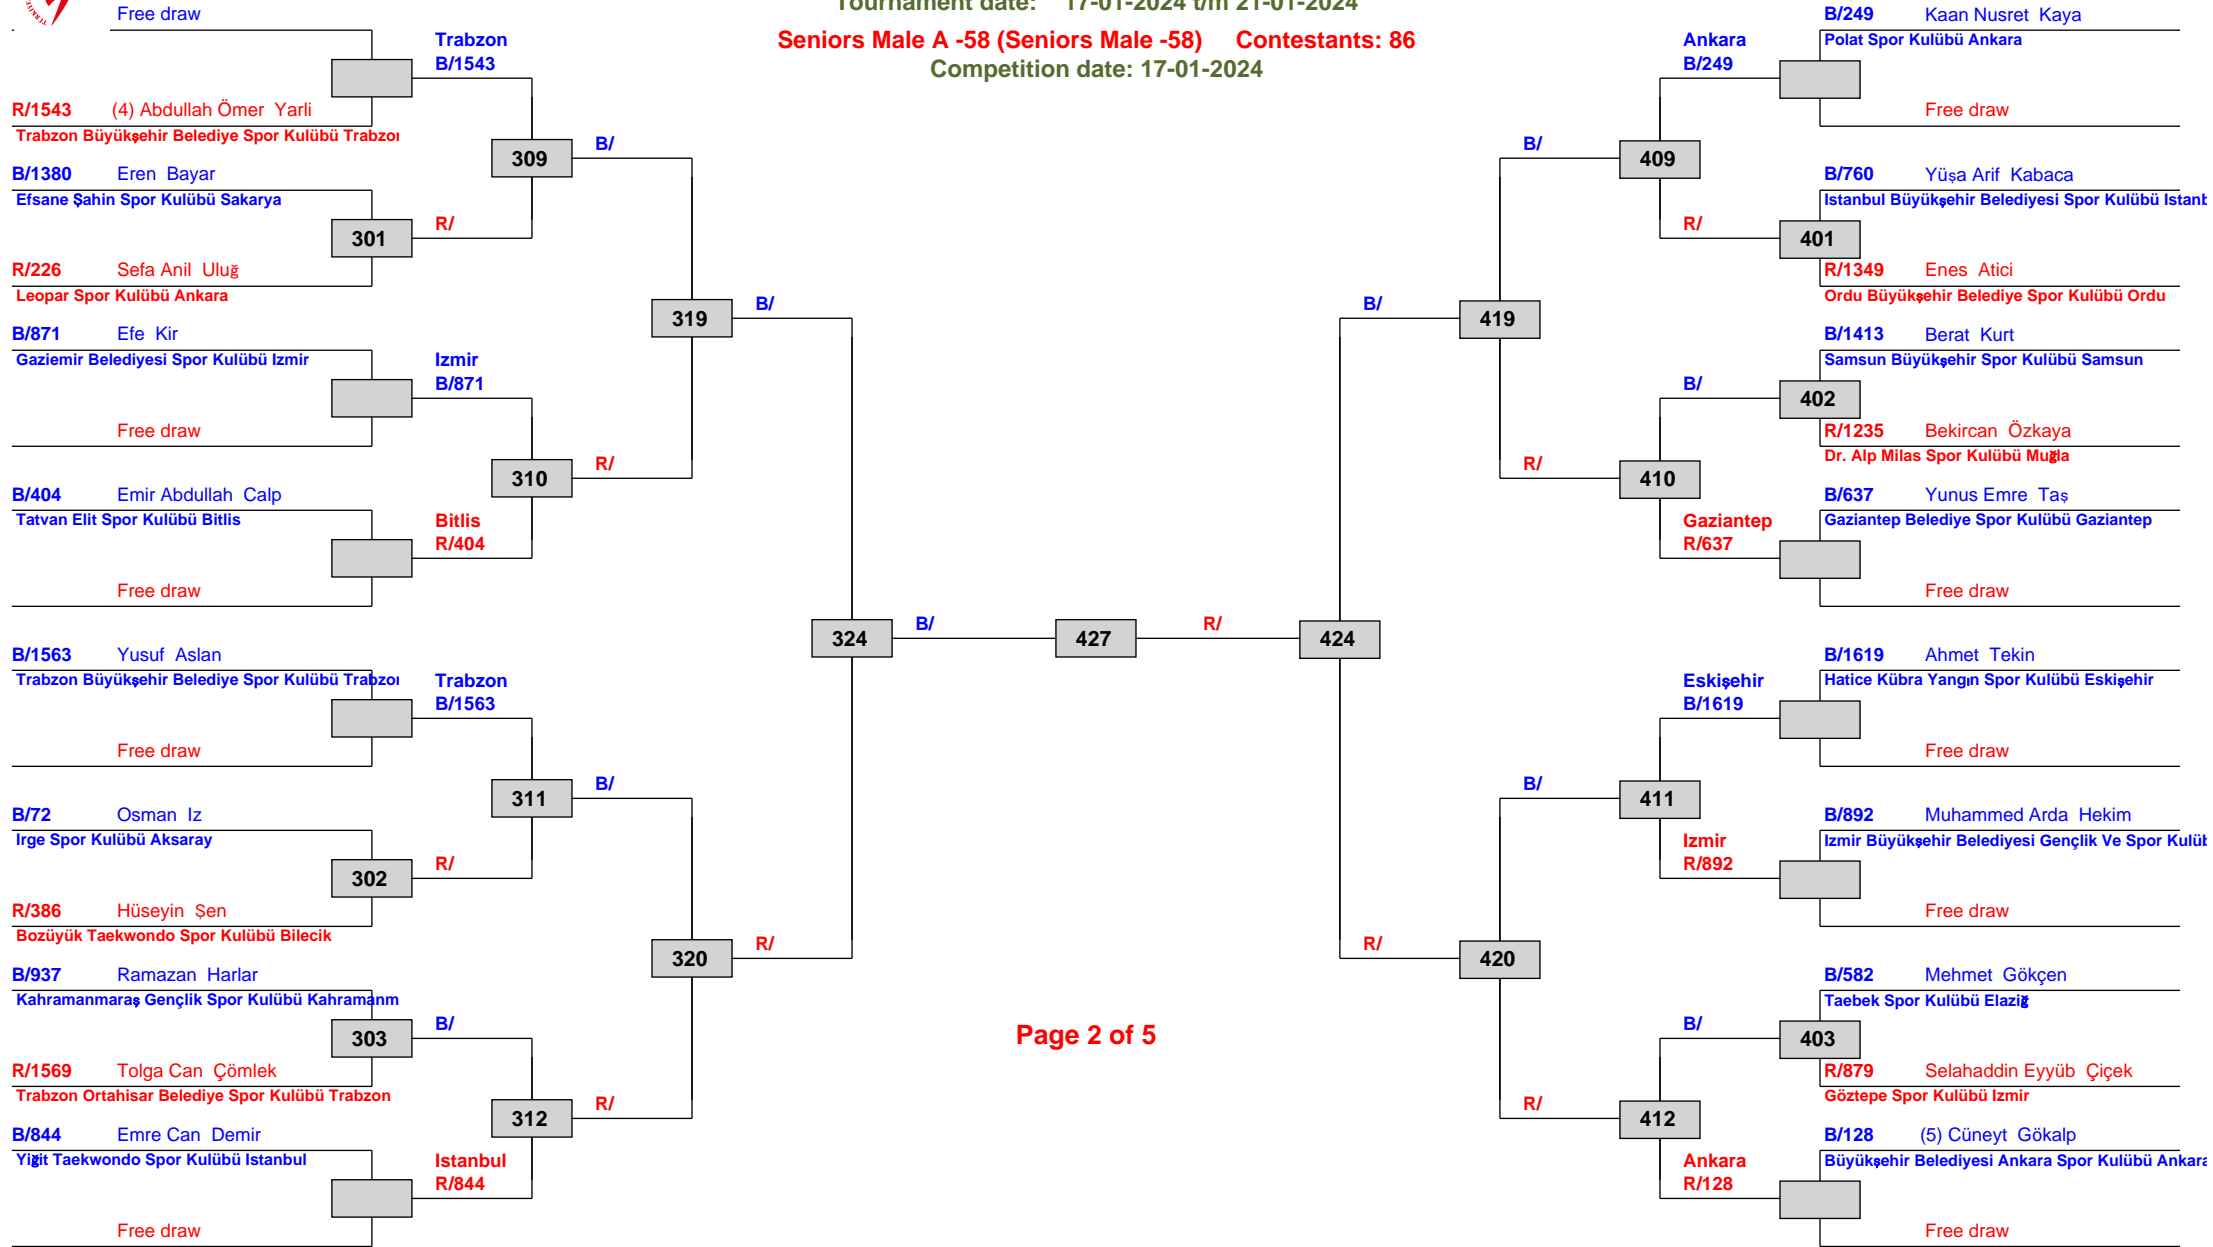 Tournament date: 17-01-2024 t/m 21-01-2024
Seniors Male A -58 (Seniors Male -58) Contestants: 86
Competition date: 17-01-2024
Free draw
Trabzon
B/1543
R/1543 (4) Abdullah Ömer Yarli
Trabzon Büyükşehir Belediye Spor Kulübü Trabzon
309
B/
B/1380 Eren Bayar
Efsane Şahin Spor Kulübü Sakarya
301
R/
R/226 Sefa Anil Uluğ
Leopar Spor Kulübü Ankara
319
B/
B/871 Efe Kir
Gaziemir Belediyesi Spor Kulübü Izmir
Izmir
B/871
Free draw
310
R/
B/404 Emir Abdullah Calp
Tatvan Elit Spor Kulübü Bitlis
Bitlis
R/404
Free draw
324
B/
427
R/
424
B/1563 Yusuf Aslan
Trabzon Büyükşehir Belediye Spor Kulübü Trabzon
Trabzon
B/1563
Free draw
311
B/
B/72 Osman Iz
Irge Spor Kulübü Aksaray
302
R/
R/386 Hüseyin Şen
Bozüyük Taekwondo Spor Kulübü Bilecik
320
R/
B/937 Ramazan Harlar
Kahramanmaraş Gençlik Spor Kulübü Kahramanm
303
B/
R/1569 Tolga Can Çömlek
Trabzon Ortahisar Belediye Spor Kulübü Trabzon
312
R/
B/844 Emre Can Demir
Yiğit Taekwondo Spor Kulübü Istanbul
Istanbul
R/844
Free draw
Page 2 of 5
B/249 Kaan Nusret Kaya
Polat Spor Kulübü Ankara
Ankara
B/249
Free draw
B/
409
B/760 Yüşa Arif Kabaca
Istanbul Büyükşehir Belediyesi Spor Kulübü Istanb
R/
401
R/1349 Enes Atici
Ordu Büyükşehir Belediye Spor Kulübü Ordu
B/
419
B/1413 Berat Kurt
Samsun Büyükşehir Spor Kulübü Samsun
B/
402
R/1235 Bekircan Özkaya
Dr. Alp Milas Spor Kulübü Muğla
R/
410
B/637 Yunus Emre Taş
Gaziantep Belediye Spor Kulübü Gaziantep
Gaziantep
R/637
Free draw
B/1619 Ahmet Tekin
Hatice Kübra Yangın Spor Kulübü Eskişehir
Eskişehir
B/1619
Free draw
B/
411
B/892 Muhammed Arda Hekim
Izmir Büyükşehir Belediyesi Gençlik Ve Spor Kulüb
Izmir
R/892
Free draw
R/
420
B/582 Mehmet Gökçen
Taebek Spor Kulübü Elaziğ
B/
403
R/879 Selahaddin Eyyüb Çiçek
Göztepe Spor Kulübü Izmir
R/
412
B/128 (5) Cüneyt Gökalp
Büyükşehir Belediyesi Ankara Spor Kulübü Ankara
Ankara
R/128
Free draw